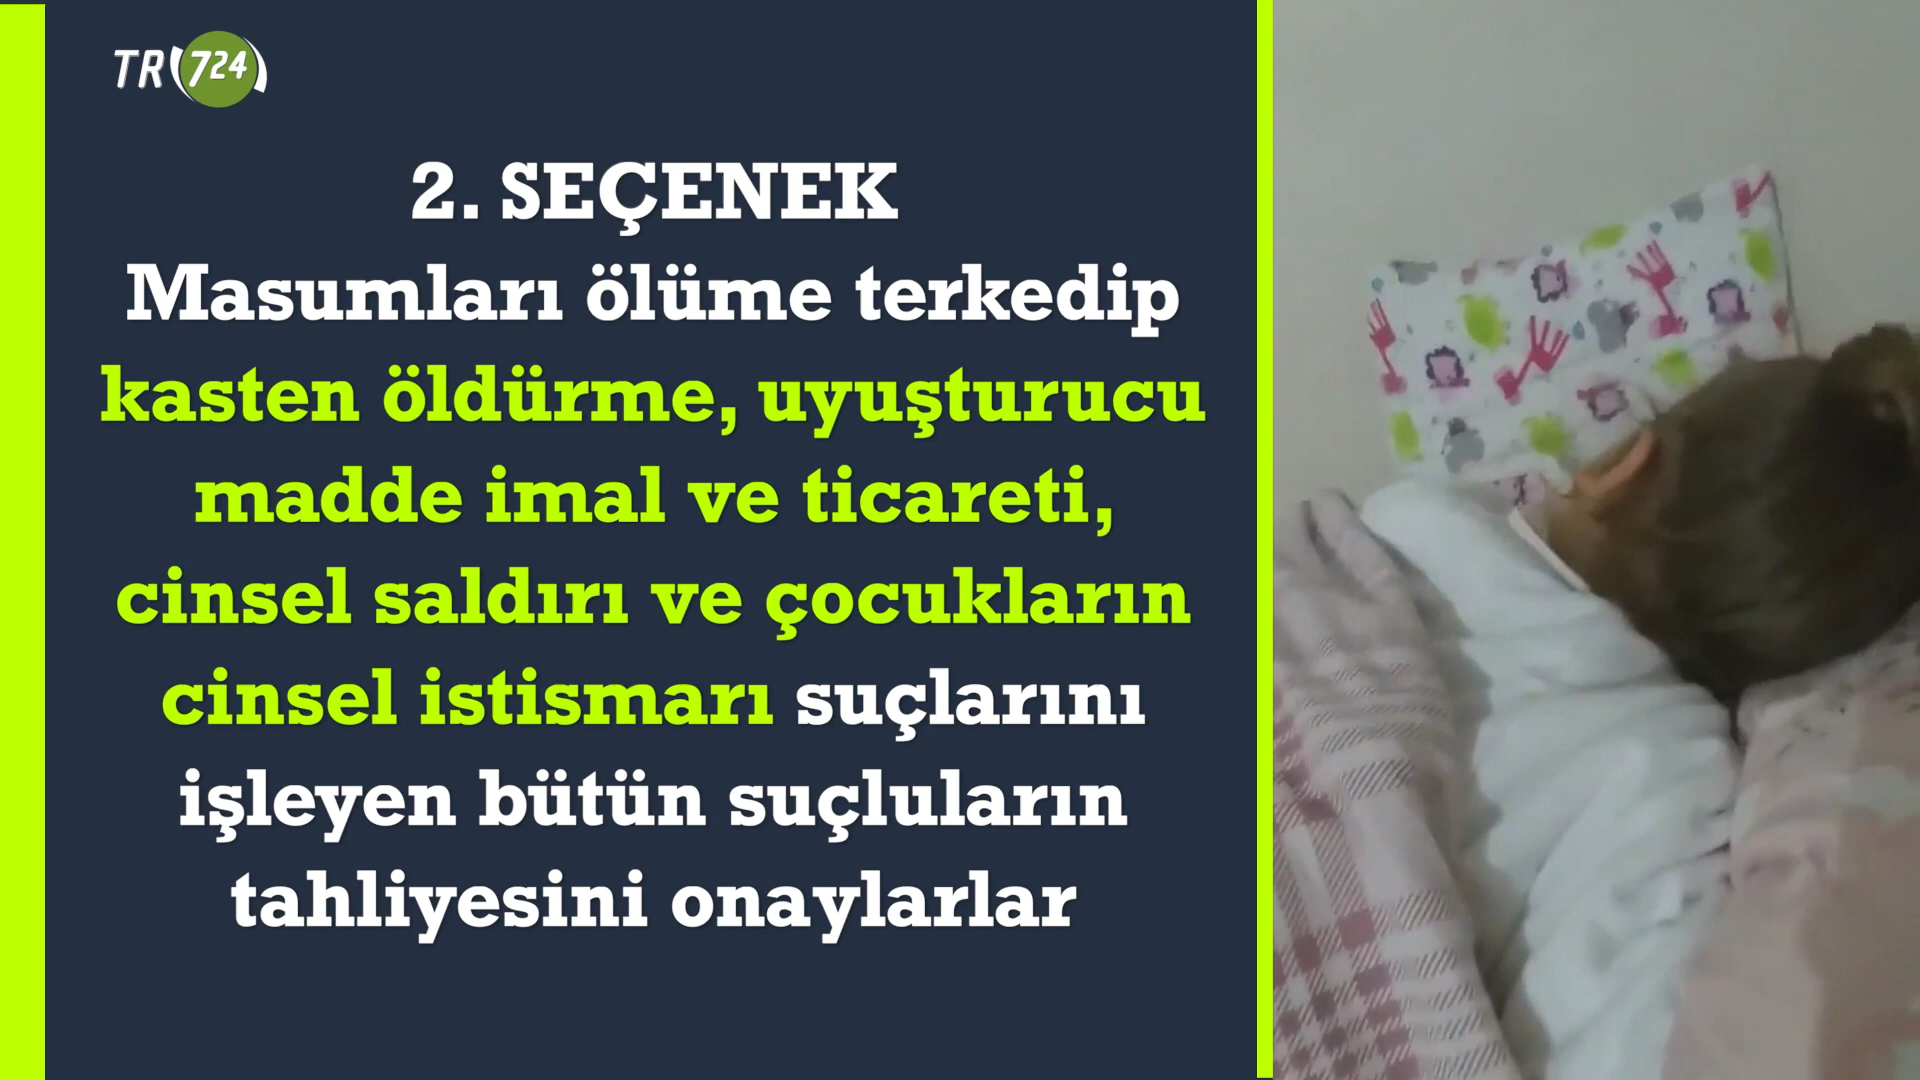 TR724
2. SEÇENEK
Masumları ölüme terkedip
kasten öldürme, uyuşturucu
madde imal ve ticareti,
cinsel saldırı ve çocukların
cinsel istismarı suçlarını
işleyen bütün suçluların
tahliyesini onaylarlar